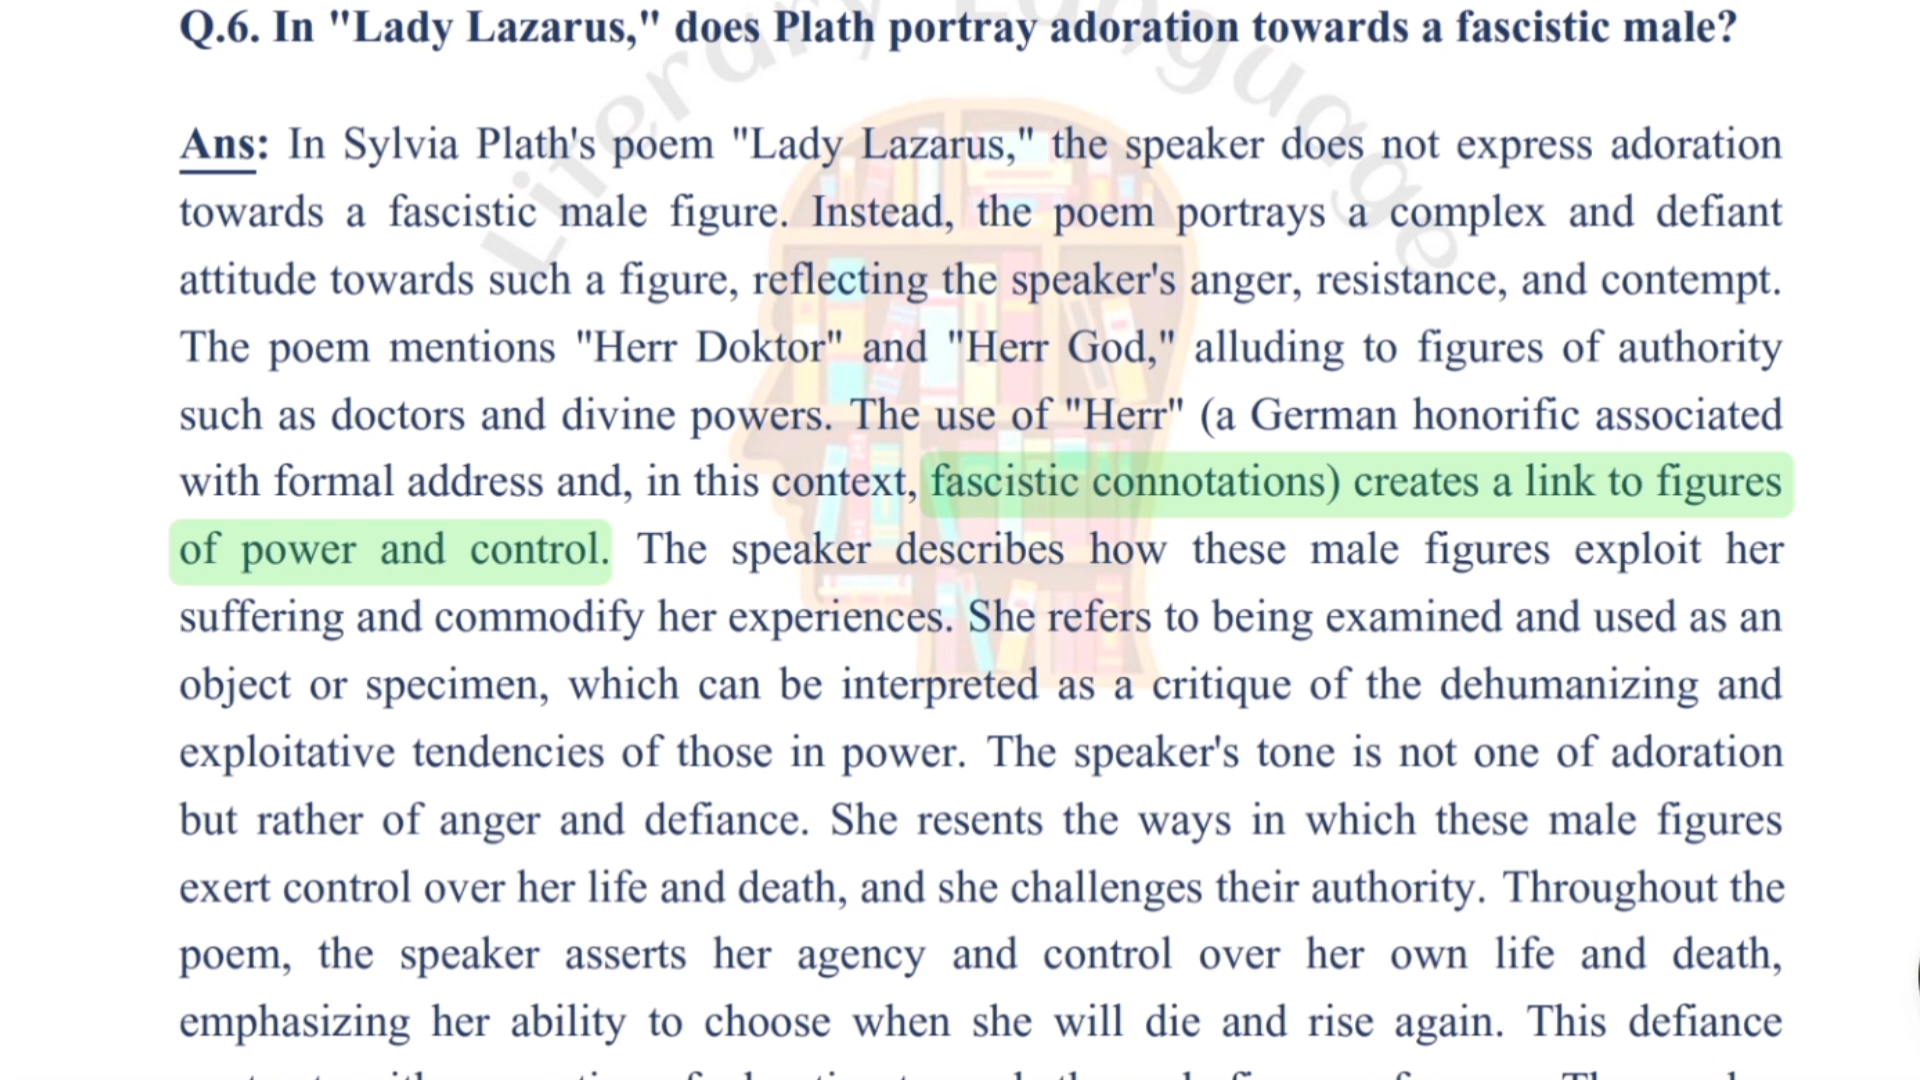 Q.6. In "Lady Lazarus," does Plath portray adoration towards a fascistic male?
Literary Language
Ans: In Sylvia Plath's poem "Lady Lazarus," the speaker does not express adoration
towards a fascistic male figure. Instead, the poem portrays a complex and defiant
attitude towards such a figure, reflecting the speaker's anger, resistance, and contempt.
The poem mentions "Herr Doktor" and "Herr God," alluding to figures of authority
such as doctors and divine powers. The use of "Herr" (a German honorific associated
with formal address and, in this context, fascistic connotations) creates a link to figures
of power and control. The speaker describes how these male figures exploit her
suffering and commodify her experiences. She refers to being examined and used as an
object or specimen, which can be interpreted as a critique of the dehumanizing and
exploitative tendencies of those in power. The speaker's tone is not one of adoration
but rather of anger and defiance. She resents the ways in which these male figures
exert control over her life and death, and she challenges their authority. Throughout the
poem, the speaker asserts her agency and control over her own life and death,
emphasizing her ability to choose when she will die and rise again. This defiance